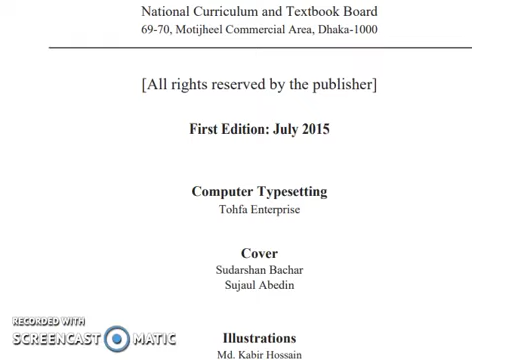 National Curriculum and Textbook Board
69-70, Motijheel Commercial Area, Dhaka-1000
[All rights reserved by the publisher]
First Edition: July 2015
Computer Typesetting
Tohfa Enterprise
Cover
Sudarshan Bachar
Sujaul Abedin
RECORDED WITH
SCREENCAST MATIC
Illustrations
Md. Kabir Hossain